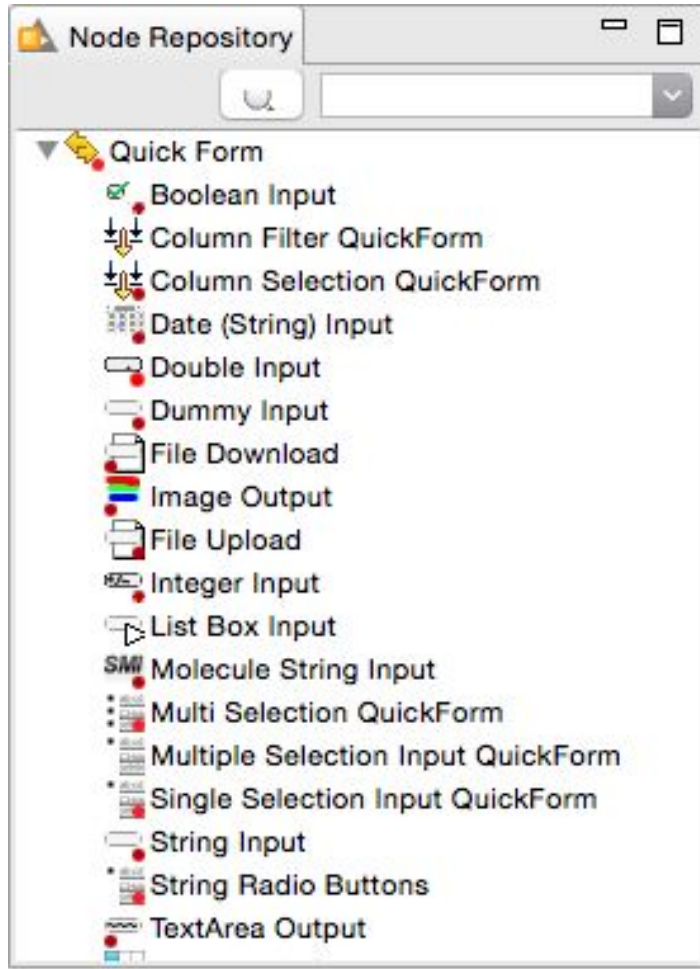 Node Repository
Quick Form
Boolean Input
Column Filter QuickForm
Column Selection QuickForm
Date (String) Input
Double Input
Dummy Input
File Download
Image Output
File Upload
Integer Input
List Box Input
SMI Molecule String Input
Multi Selection QuickForm
Multiple Selection Input QuickForm
Single Selection Input QuickForm
String Input
String Radio Buttons
TextArea Output